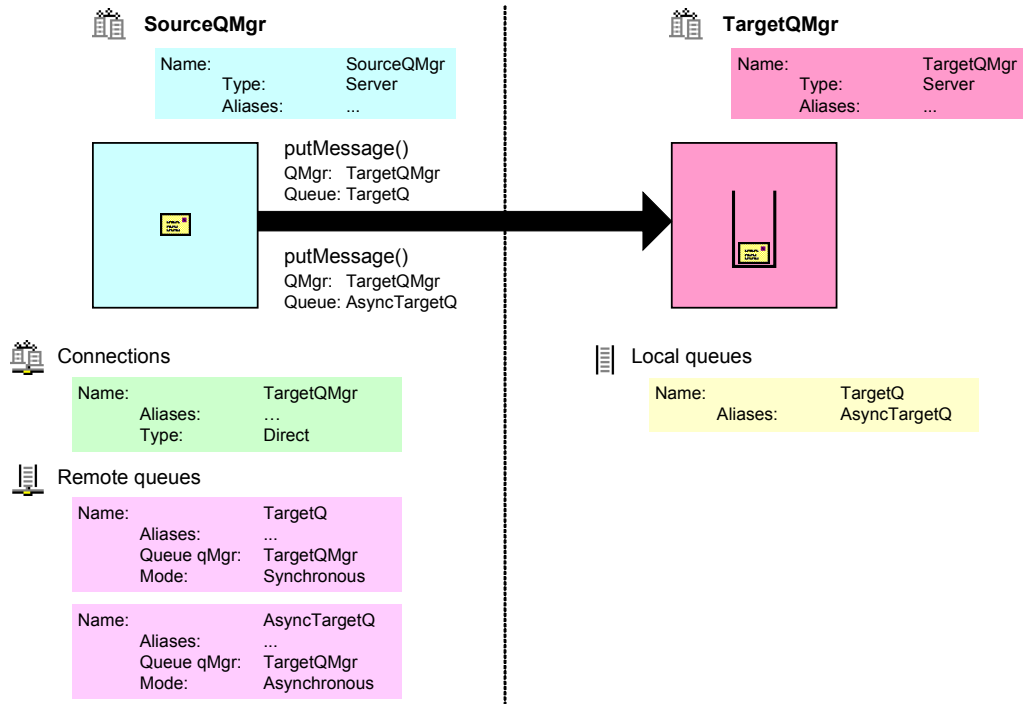 SourceQMgr
Name: SourceQMgr
Type: Server
Aliases: ...
putMessage()
QMgr: TargetQMgr
Queue: TargetQ
putMessage()
QMgr: TargetQMgr
Queue: AsyncTargetQ
Connections
Name: TargetQMgr
Aliases: ...
Type: Direct
Remote queues
Name: TargetQ
Aliases: ...
Queue qMgr: TargetQMgr
Mode: Synchronous
Name: AsyncTargetQ
Aliases: ...
Queue qMgr: TargetQMgr
Mode: Asynchronous
TargetQMgr
Name: TargetQMgr
Type: Server
Aliases: ...
Local queues
Name: TargetQ
Aliases: AsyncTargetQ